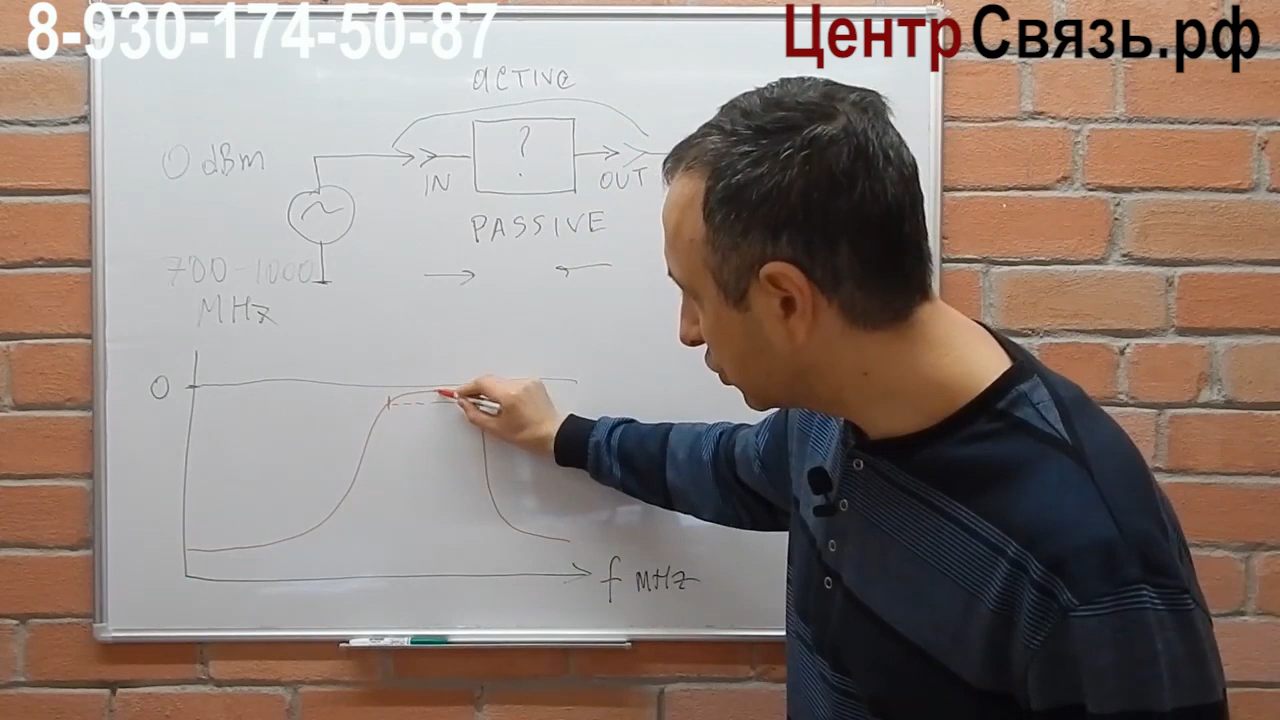 8-930-174-50-87
ЦентрСвязь.рф
ACTIVE
0 dBm
?
IN
OUT
PASSIVE
700-1000
MHz
0
f MHz